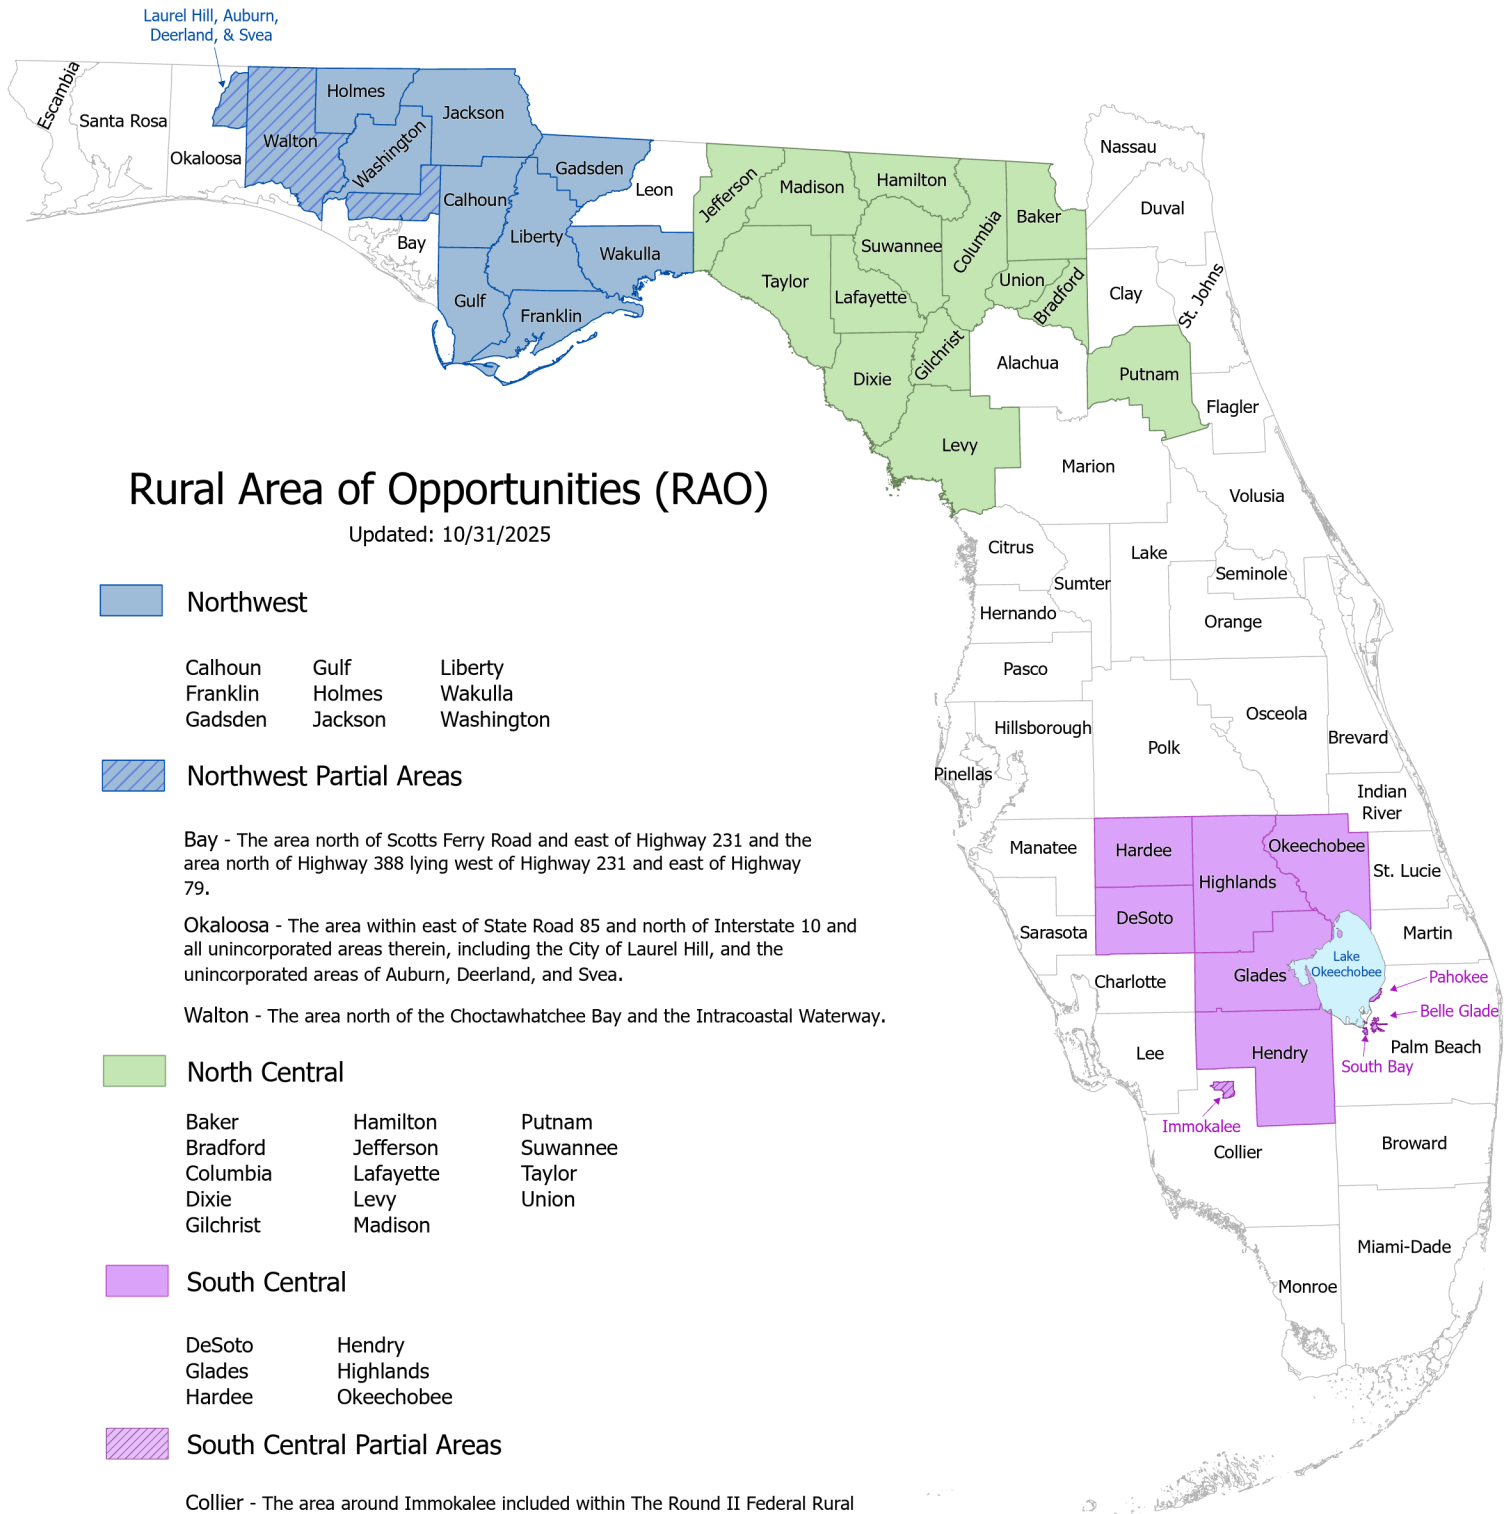 Laurel Hill, Auburn,
Deerland, & Svea
Escambia
Santa Rosa
Okaloosa
Walton
Holmes
Jackson
Washington
Bay
Calhoun
Gulf
Liberty
Gadsden
Leon
Wakulla
Franklin
Jefferson
Madison
Hamilton
Taylor
Suwannee
Lafayette
Columbia
Baker
Union
Bradford
Dixie
Gilchrist
Levy
Alachua
Nassau
Duval
Clay
St. Johns
Putnam
Flagler
Marion
Volusia
Citrus
Sumter
Lake
Seminole
Hernando
Orange
Pasco
Hillsborough
Pinellas
Polk
Osceola
Brevard
Indian
River
Manatee
Hardee
Highlands
Okeechobee
St. Lucie
Sarasota
DeSoto
Martin
Charlotte
Glades
Lake
Okeechobee
Pahokee
Belle Glade
South Bay
Palm Beach
Lee
Hendry
Immokalee
Collier
Broward
Miami-Dade
Monroe
Rural Area of Opportunities (RAO)
Updated: 10/31/2025
Northwest
Calhoun Gulf Liberty
Franklin Holmes Wakulla
Gadsden Jackson Washington
Northwest Partial Areas
Bay - The area north of Scotts Ferry Road and east of Highway 231 and the
area north of Highway 388 lying west of Highway 231 and east of Highway
79.
Okaloosa - The area within east of State Road 85 and north of Interstate 10 and
all unincorporated areas therein, including the City of Laurel Hill, and the
unincorporated areas of Auburn, Deerland, and Svea.
Walton - The area north of the Choctawhatchee Bay and the Intracoastal Waterway.
North Central
Baker Hamilton Putnam
Bradford Jefferson Suwannee
Columbia Lafayette Taylor
Dixie Levy Union
Gilchrist Madison
South Central
DeSoto Hendry
Glades Highlands
Hardee Okeechobee
South Central Partial Areas
Collier - The area around Immokalee included within The Round II Federal Rural